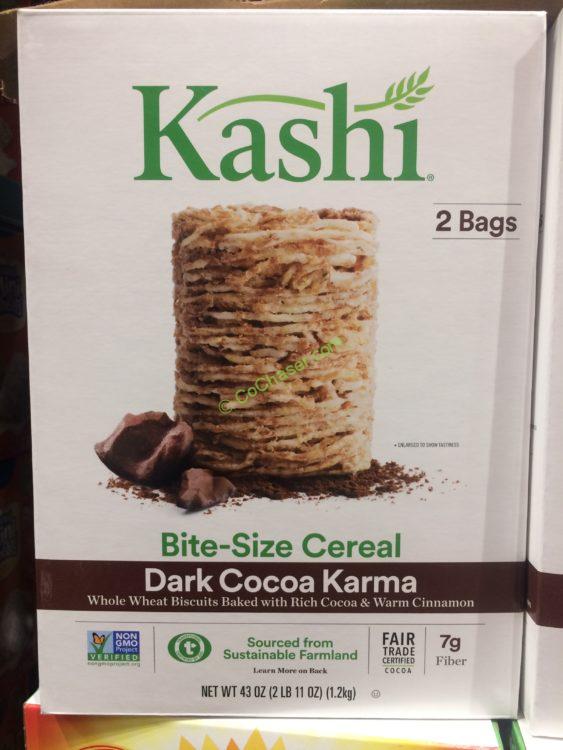 Kashi®
2 Bags
© CoChaser.com
• ENLARGED TO SHOW TASTINESS
Bite-Size Cereal
Dark Cocoa Karma
Whole Wheat Biscuits Baked with Rich Cocoa & Warm Cinnamon
NON
GMO
Project
VERIFIED
nongmoproject.org
Sourced from
Sustainable Farmland
Learn More on Back
FAIR
TRADE
CERTIFIED
COCOA
7g
Fiber
NET WT 43 OZ (2 LB 11 OZ) (1.2kg)